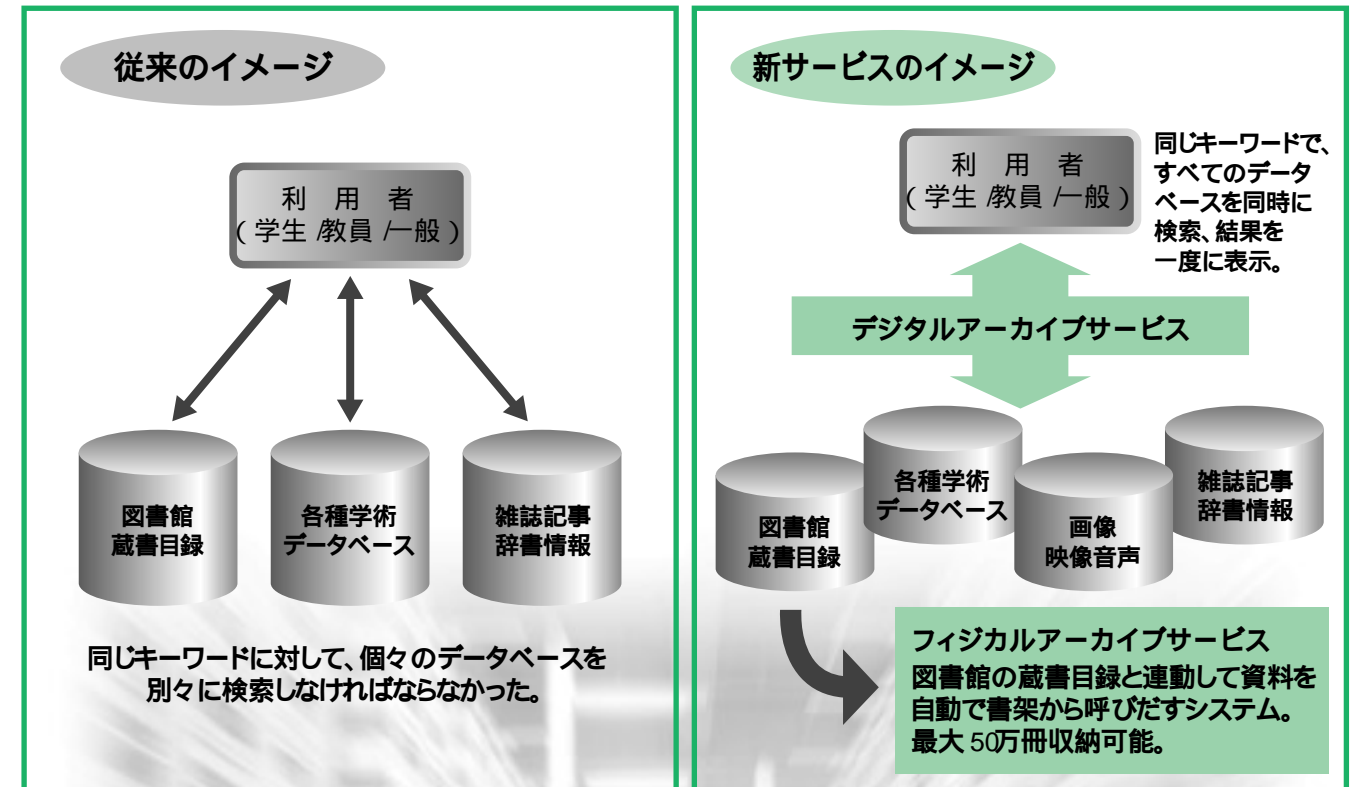 従来のイメージ
利　用　者
(学生/教員/一般)
図書館
蔵書目録
各種学術
データベース
雑誌記事
辞書情報
同じキーワードに対して、個々のデータベースを
別々に検索しなければならなかった。
新サービスのイメージ
利　用　者
(学生/教員/一般)
同じキーワードで、
すべてのデータ
ベースを同時に
検索、結果を
一度に表示。
デジタルアーカイブサービス
図書館
蔵書目録
各種学術
データベース
画像
映像音声
雑誌記事
辞書情報
フィジカルアーカイブサービス
図書館の蔵書目録と連動して資料を
自動で書架から呼びだすシステム。
最大50万冊収納可能。